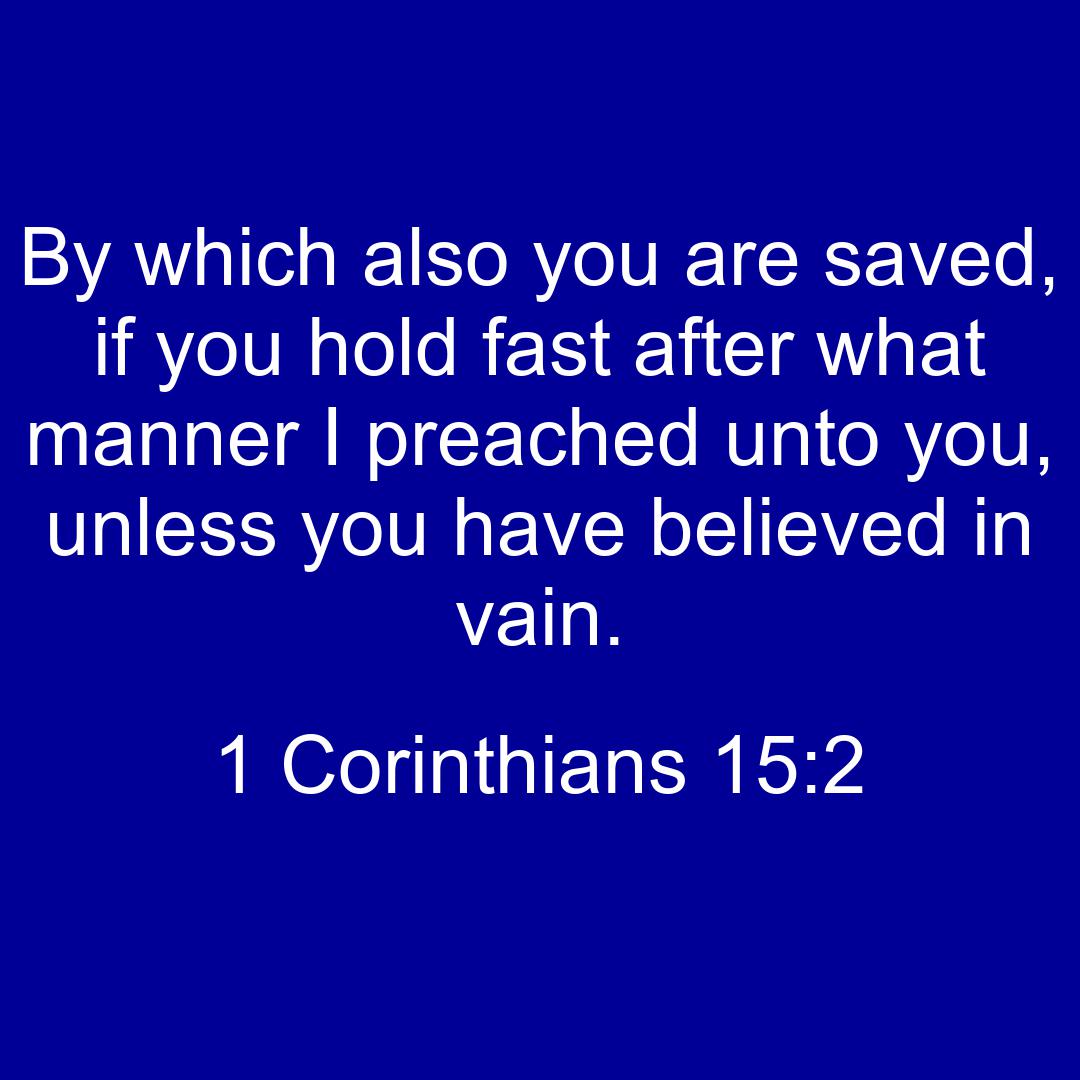 By which also you are saved,
if you hold fast after what
manner I preached unto you,
unless you have believed in
vain.
1 Corinthians 15:2